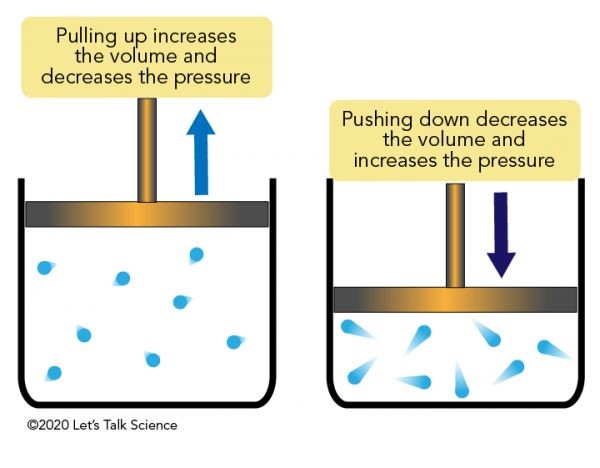 Pulling up increases
the volume and
decreases the pressure
Pushing down decreases
the volume and
increases the pressure
©2020 Let's Talk Science